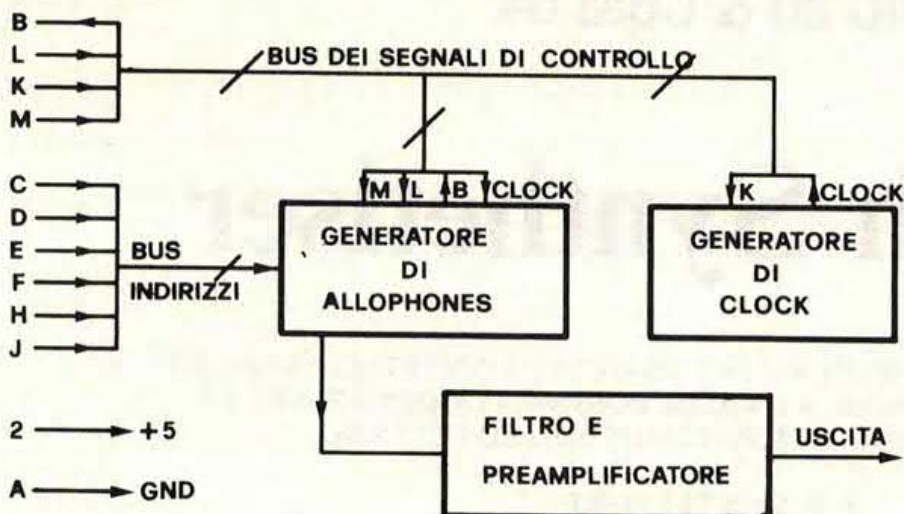 B
L
K
M
BUS DEI SEGNALI DI CONTROLLO
C
D
E
F
H
J
BUS
INDIRIZZI
M L B CLOCK
GENERATORE
DI
ALLOPHONES
K CLOCK
GENERATORE
DI
CLOCK
2 +5
A GND
FILTRO E
PREAMPLIFICATORE
USCITA